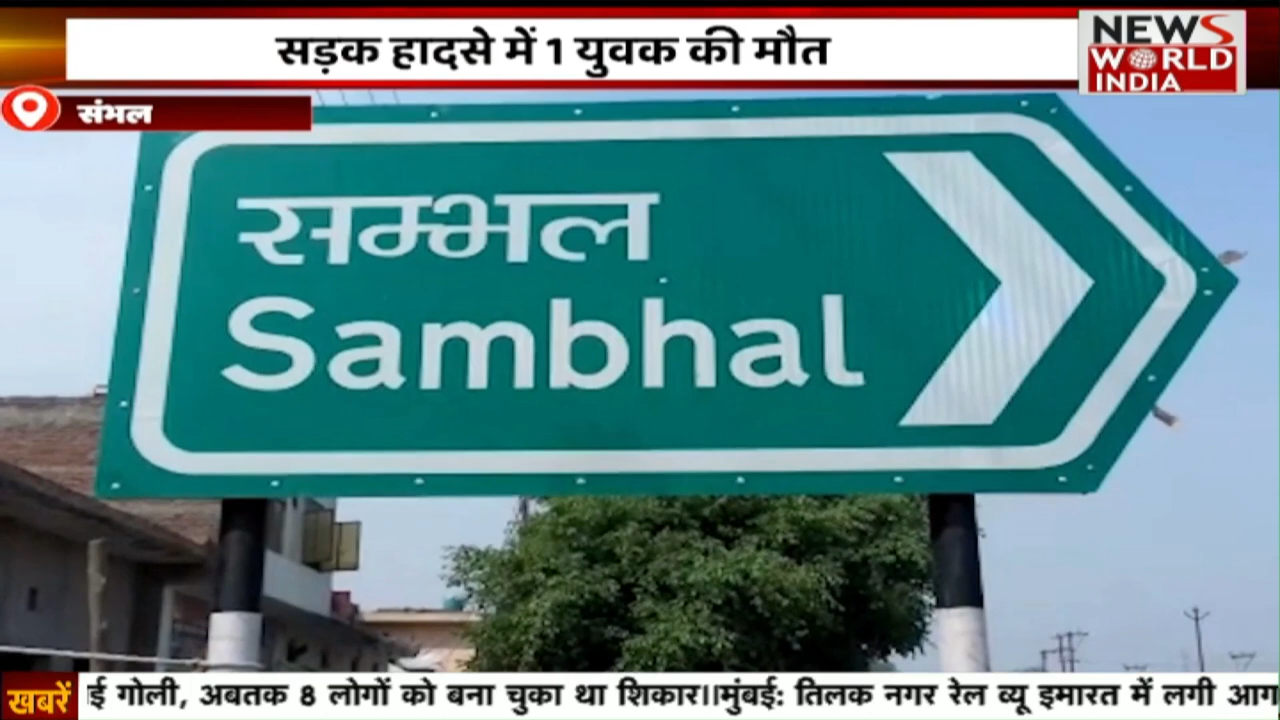 सड़क हादसे में 1 युवक की मौत
NEWS
WORLD
INDIA
संभल
सम्भल
Sambhal
खबरें
गोली, अबतक 8 लोगों को बना चुका था शिकार॥मुंबई: तिलक नगर रेल व्यू इमारत में लगी आग